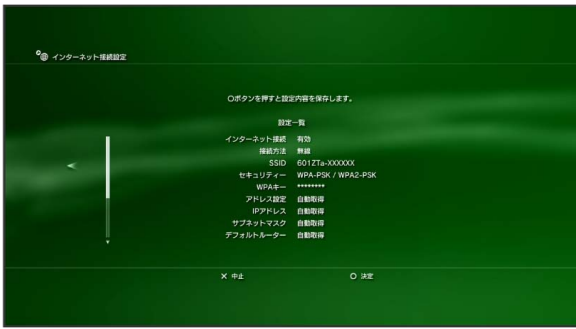 インターネット接続設定
○ボタンを押すと設定内容を保存します。
設定一覧
インターネット接続 有効
接続方法 無線
SSID 601ZTa-XXXXXX
セキュリティー WPA-PSK / WPA2-PSK
WPAキー ********
アドレス設定 自動取得
IPアドレス 自動取得
サブネットマスク 自動取得
デフォルトルーター 自動取得
× 中止 ○ 決定